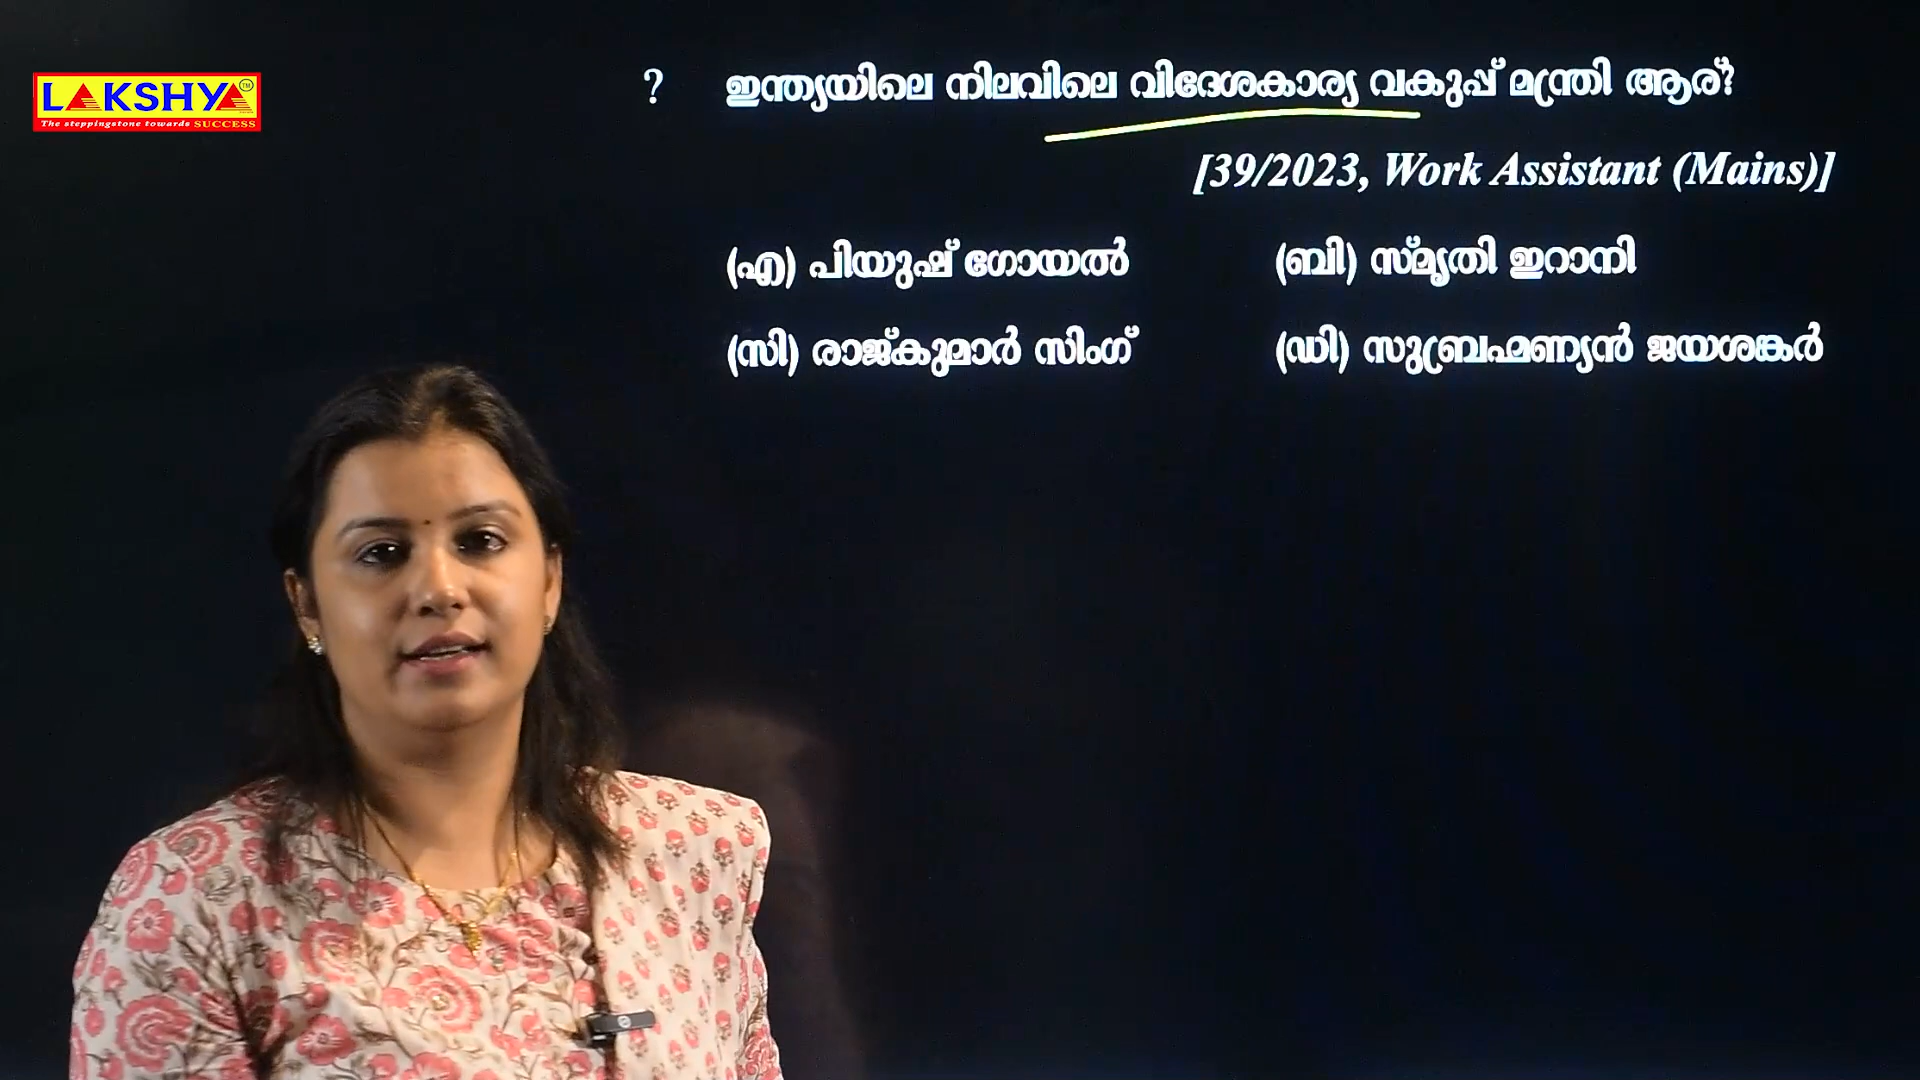 LAKSHYA TM
The steppingstone towards SUCCESS
? ഇന്ത്യയിലെ നിലവിലെ വിദേശകാര്യ വകുപ്പ് മന്ത്രി ആര്?
[39/2023, Work Assistant (Mains)]
(എ) പിയുഷ് ഗോയൽ (ബി) സ്മൃതി ഇറാനി
(സി) രാജ്കുമാർ സിംഗ് (ഡി) സുബ്രഹ്മണ്യൻ ജയശങ്കർ